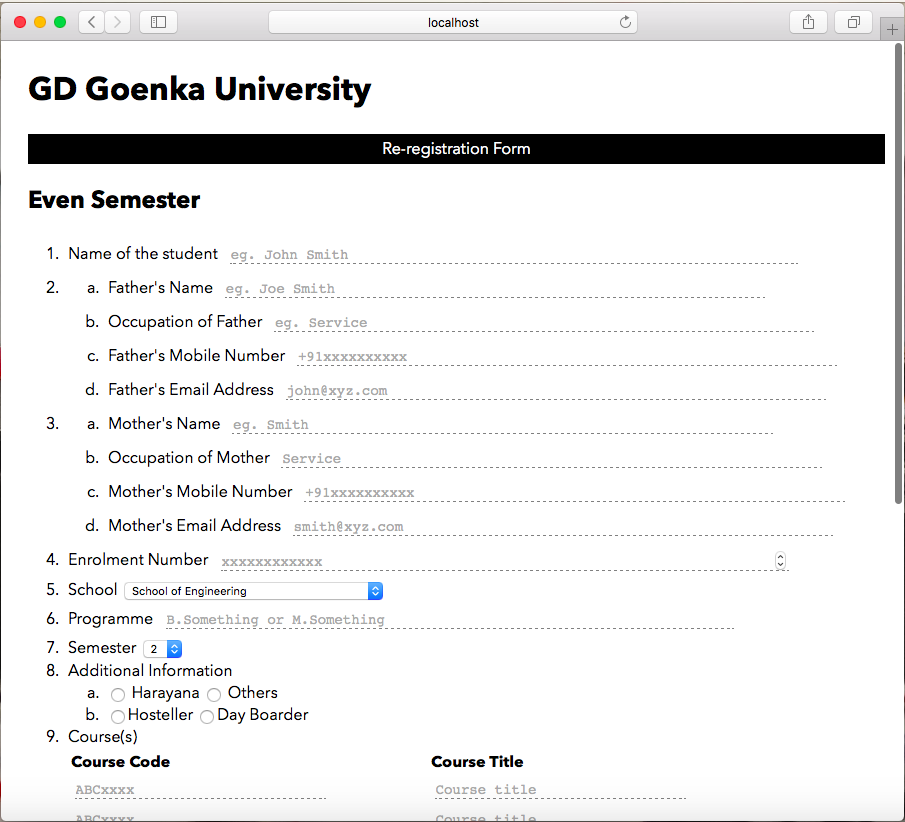 localhost
GD Goenka University
Re-registration Form
Even Semester
1. Name of the student eg. John Smith
2. a. Father's Name eg. Joe Smith
b. Occupation of Father eg. Service
c. Father's Mobile Number +91xxxxxxxxxx
d. Father's Email Address john@xyz.com
3. a. Mother's Name eg. Smith
b. Occupation of Mother Service
c. Mother's Mobile Number +91xxxxxxxxxx
d. Mother's Email Address smith@xyz.com
4. Enrolment Number xxxxxxxxxxxx
5. School School of Engineering
6. Programme B.Something or M.Something
7. Semester 2
8. Additional Information
a. Harayana Others
b. Hosteller Day Boarder
9. Course(s)
Course Code Course Title
ABCxxxx Course title
ABCxxxx Course title